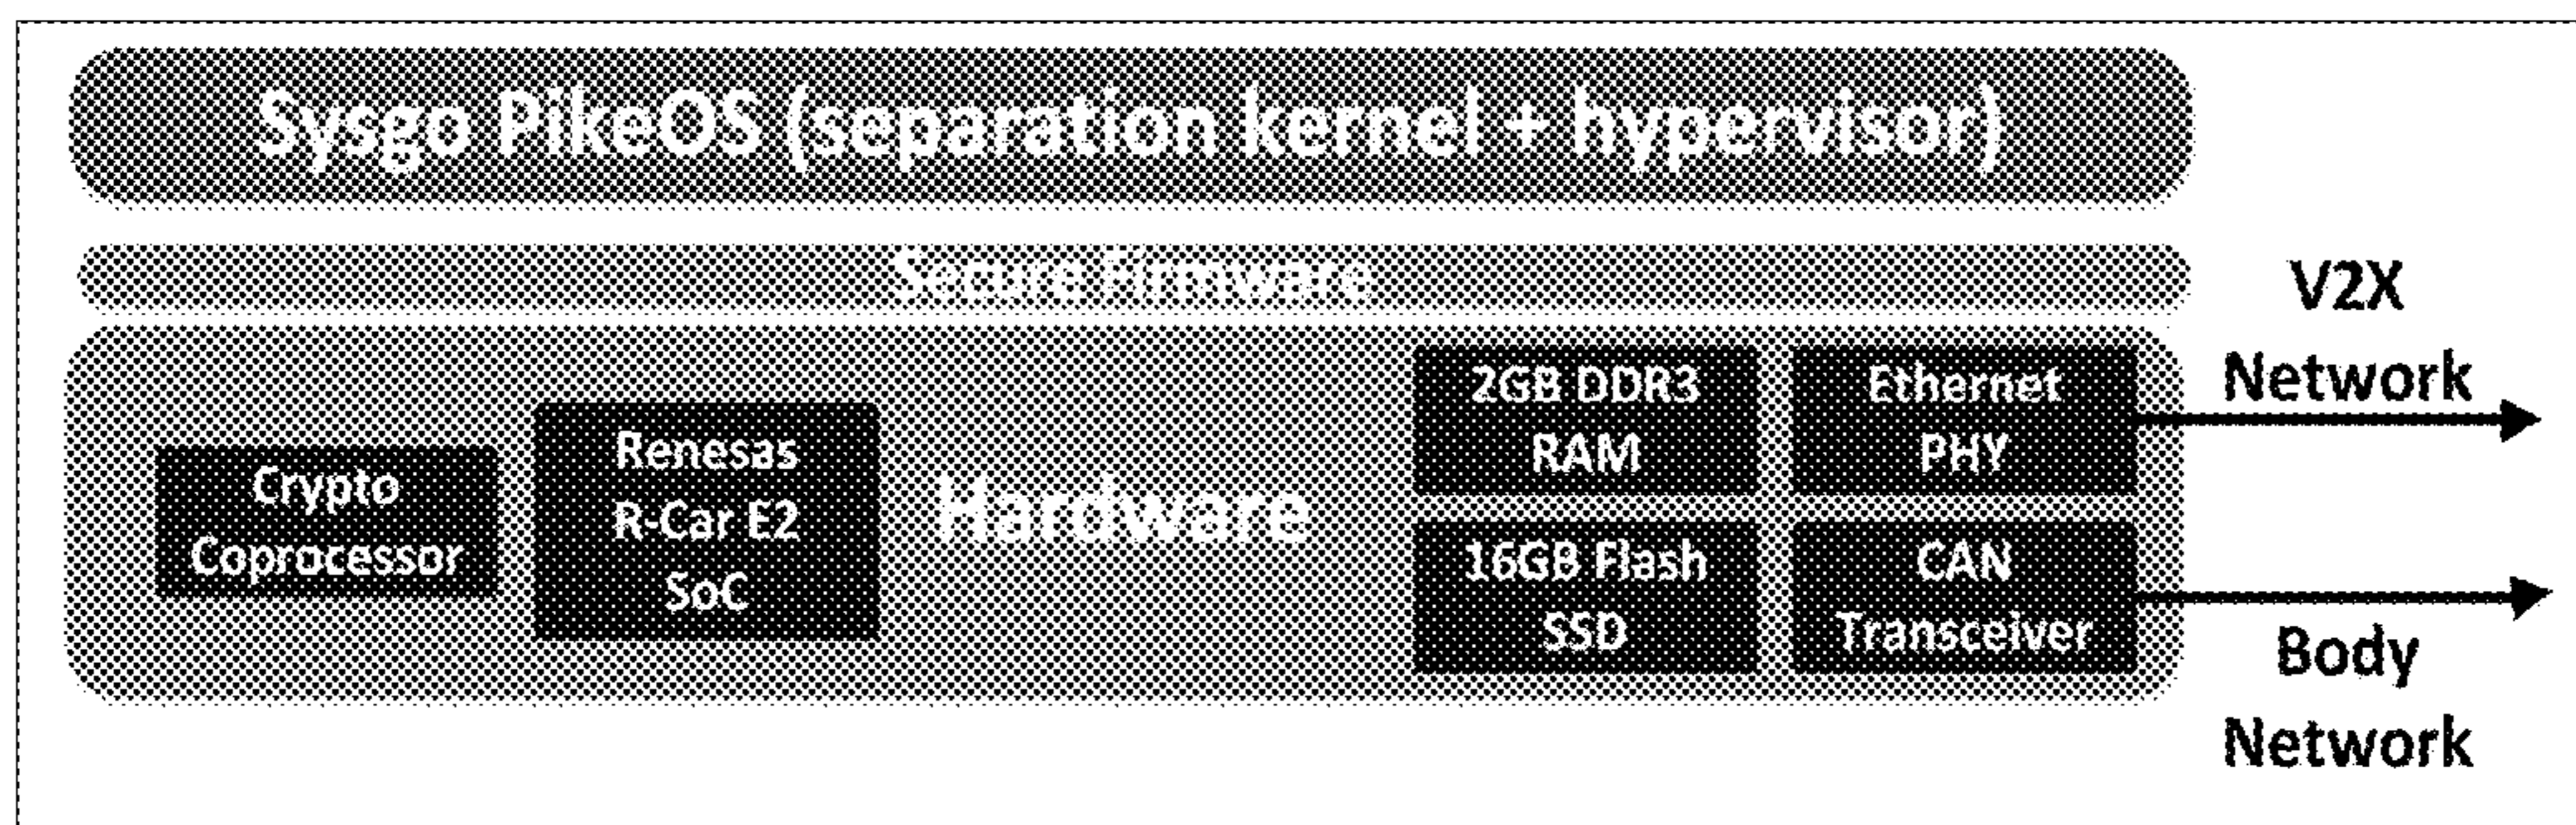 Sysgo PikeOS (separation kernel + hypervisor)
Secure Firmware
Crypto
Coprocessor
Renesas
R-Car E2
SoC
Hardware
2GB DDR3
RAM
16GB Flash
SSD
Ethernet
PHY
CAN
Transceiver
V2X
Network
Body
Network